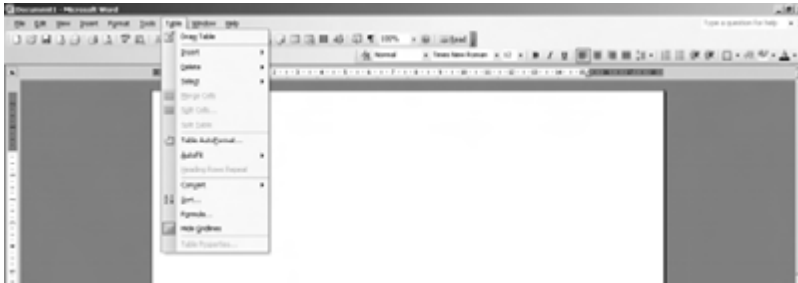 Document1 - Microsoft Word
File Edit View Insert Format Tools Table Window Help
Type a question for help
100% Read
Normal Times New Roman 12 B I U
Draw Table
Insert
Delete
Select
Merge Cells
Split Cells...
Split Table
Table AutoFormat...
AutoFit
Heading Rows Repeat
Convert
Sort...
Formula...
Hide Gridlines
Table Properties...